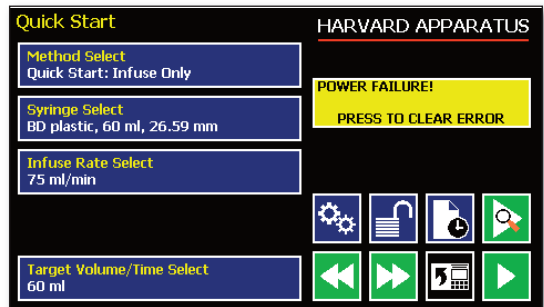 Quick Start
HARVARD APPARATUS
Method Select
Quick Start: Infuse Only
POWER FAILURE!
PRESS TO CLEAR ERROR
Syringe Select
BD plastic, 60 ml, 26.59 mm
Infuse Rate Select
75 ml/min
Target Volume/Time Select
60 ml